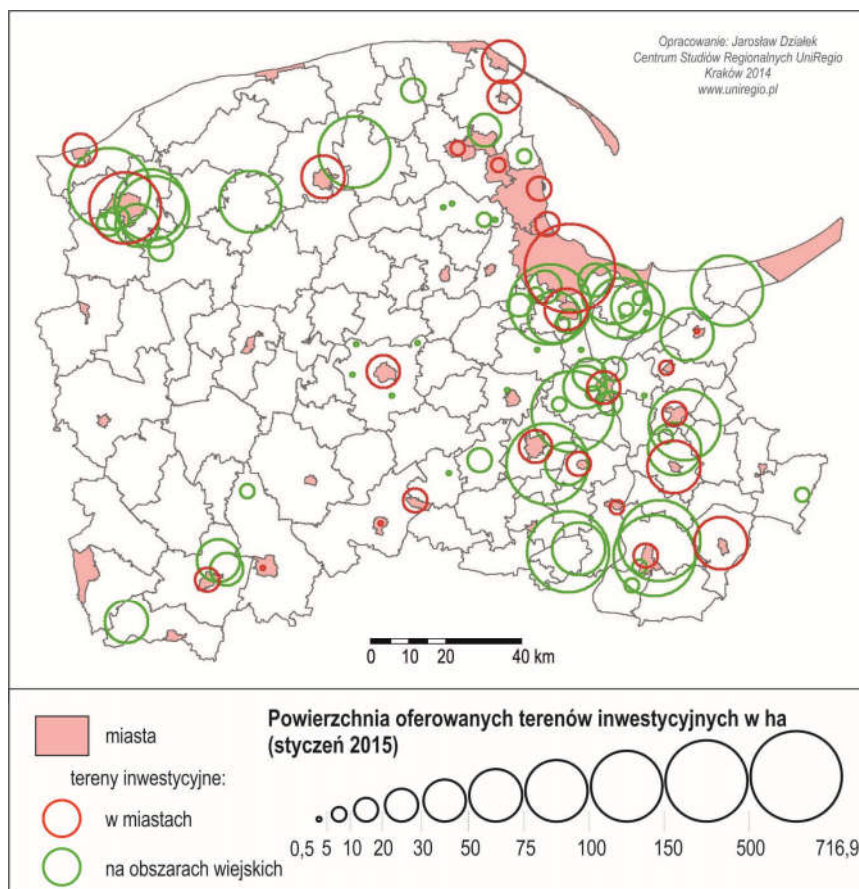 Opracowanie: Jarosław Działek
Centrum Studiów Regionalnych UniRegio
Kraków 2014
www.uniregio.pl
0 10 20 40 km
Powierzchnia oferowanych terenów inwestycyjnych w ha
(styczeń 2015)
miasta
tereny inwestycyjne:
w miastach
na obszarach wiejskich
0,5 5 10 20 30 50 75 100 150 500 716,9